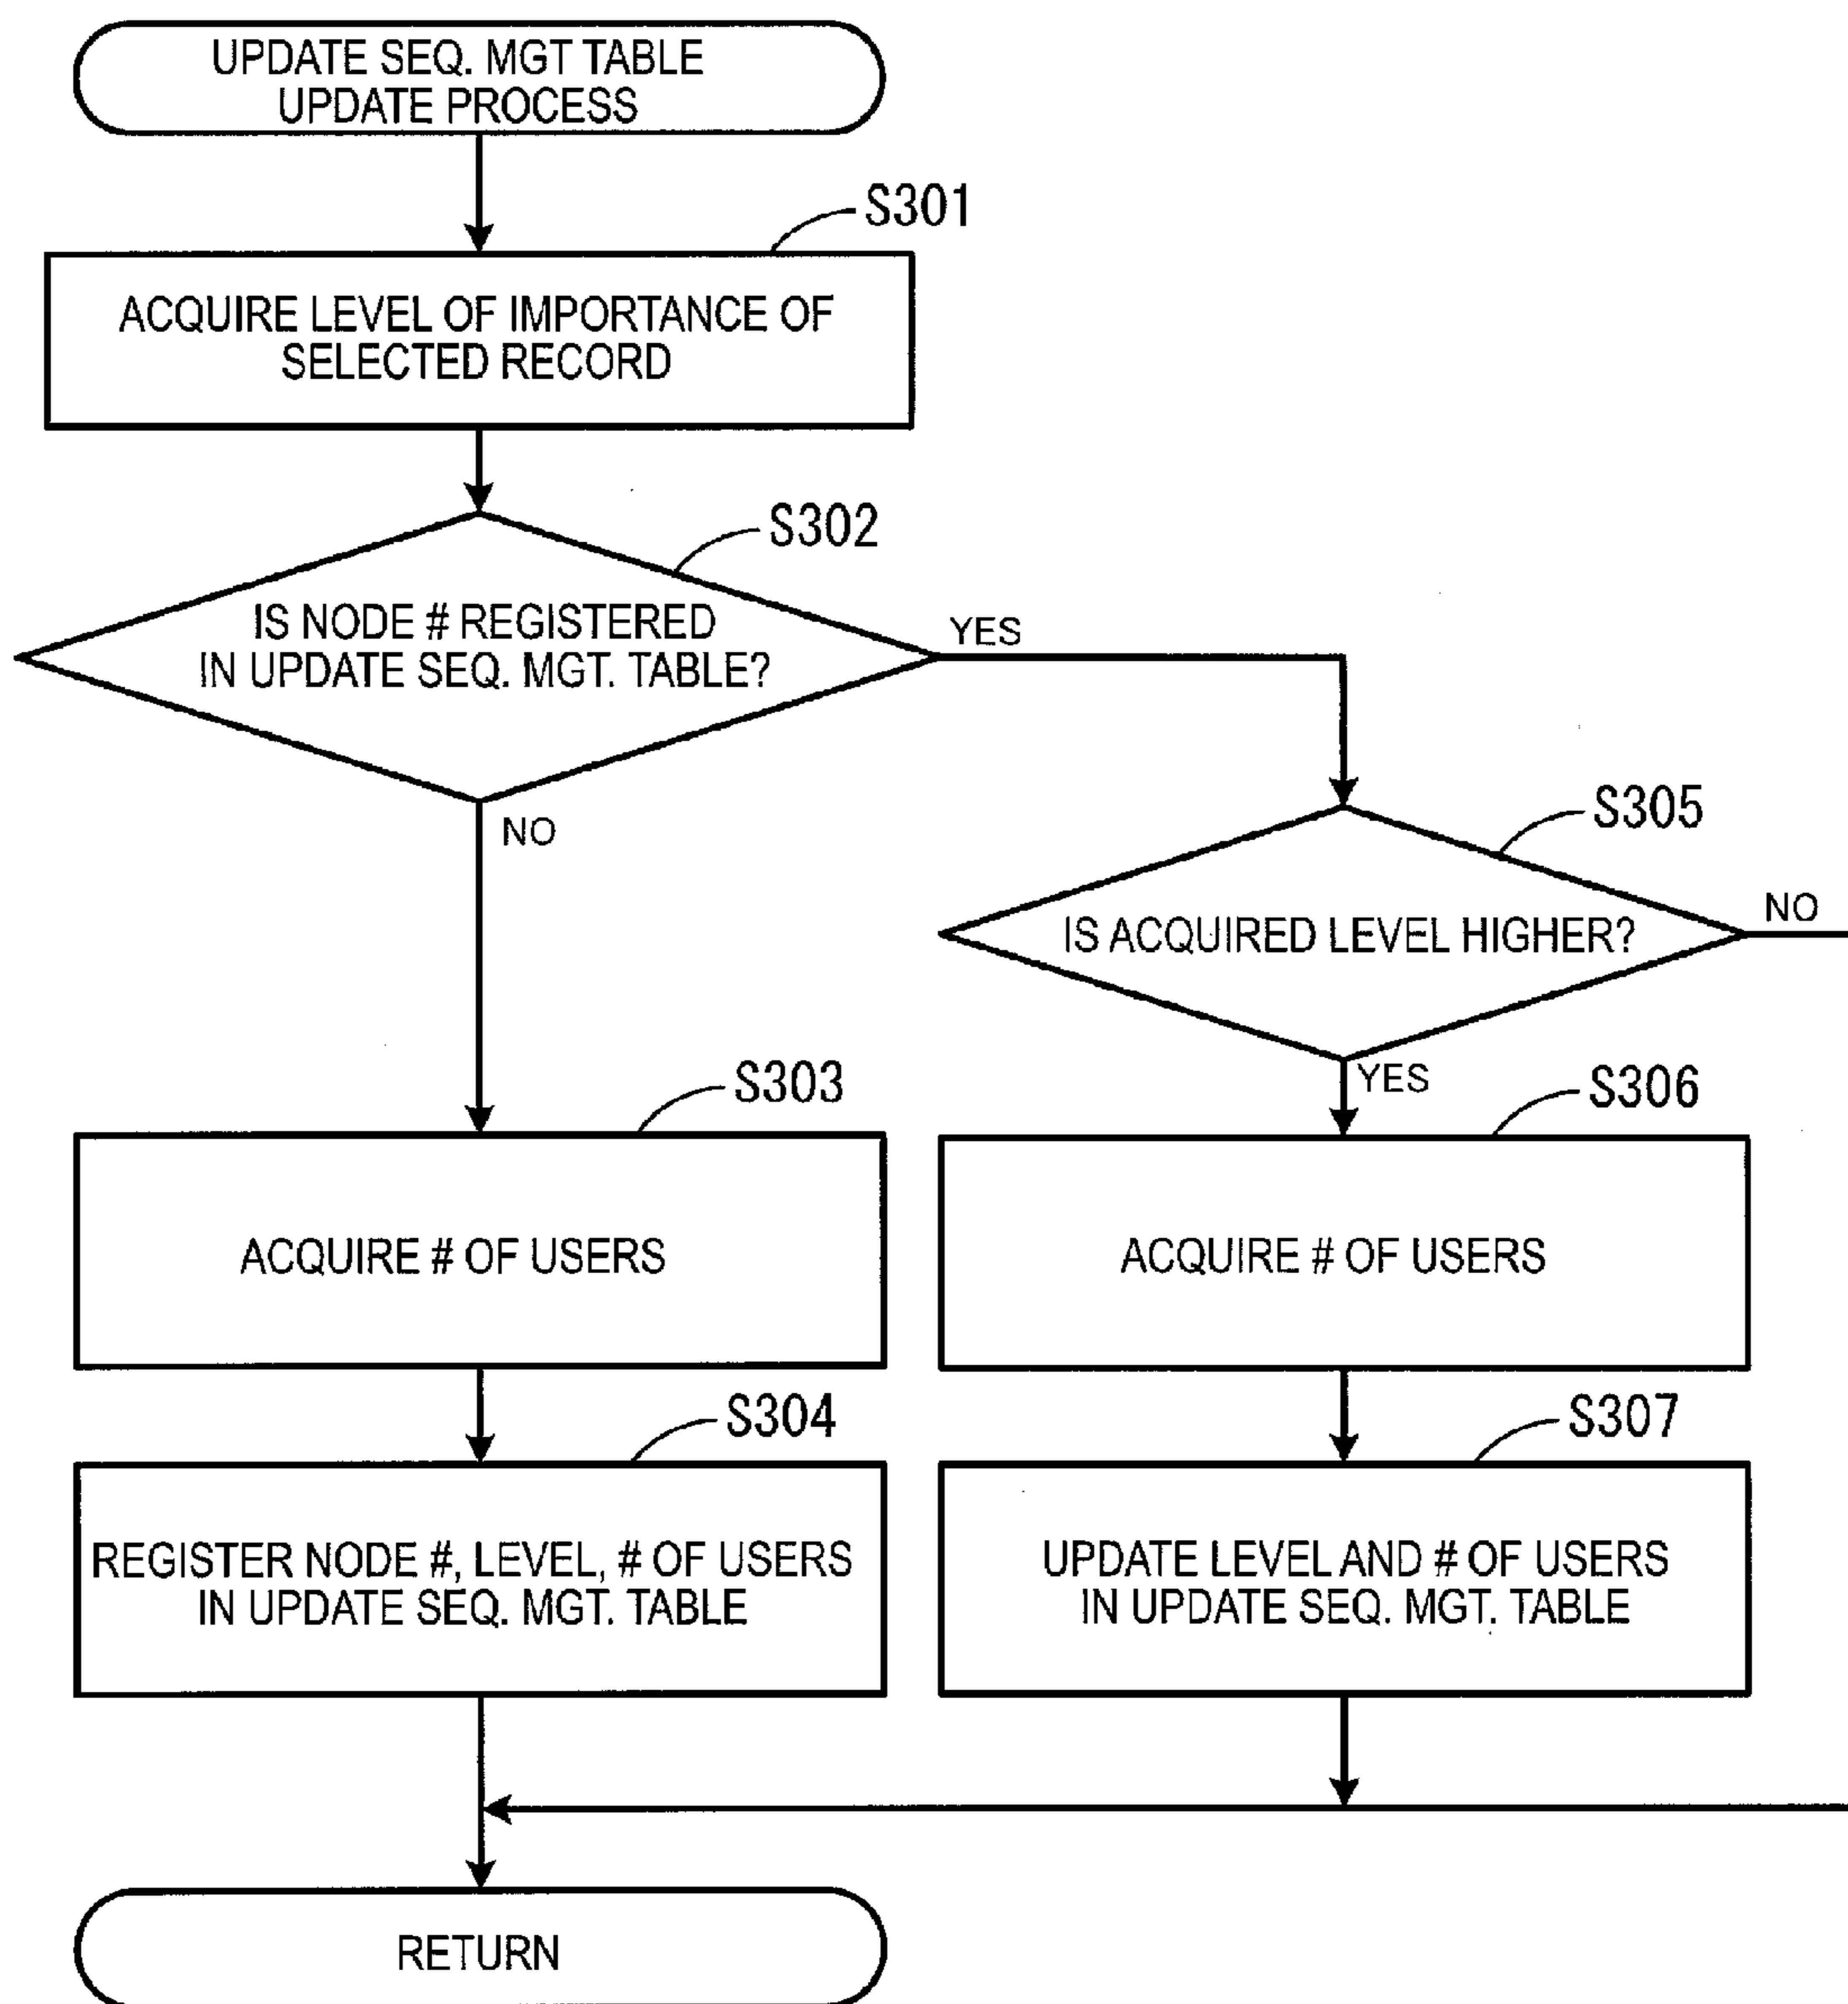 UPDATE SEQ. MGT TABLE
UPDATE PROCESS
S301
ACQUIRE LEVEL OF IMPORTANCE OF
SELECTED RECORD
S302
IS NODE # REGISTERED
IN UPDATE SEQ. MGT. TABLE?
YES
NO
S305
IS ACQUIRED LEVEL HIGHER?
NO
YES
S303
ACQUIRE # OF USERS
S306
ACQUIRE # OF USERS
S304
REGISTER NODE #, LEVEL, # OF USERS
IN UPDATE SEQ. MGT. TABLE
S307
UPDATE LEVEL AND # OF USERS
IN UPDATE SEQ. MGT. TABLE
RETURN